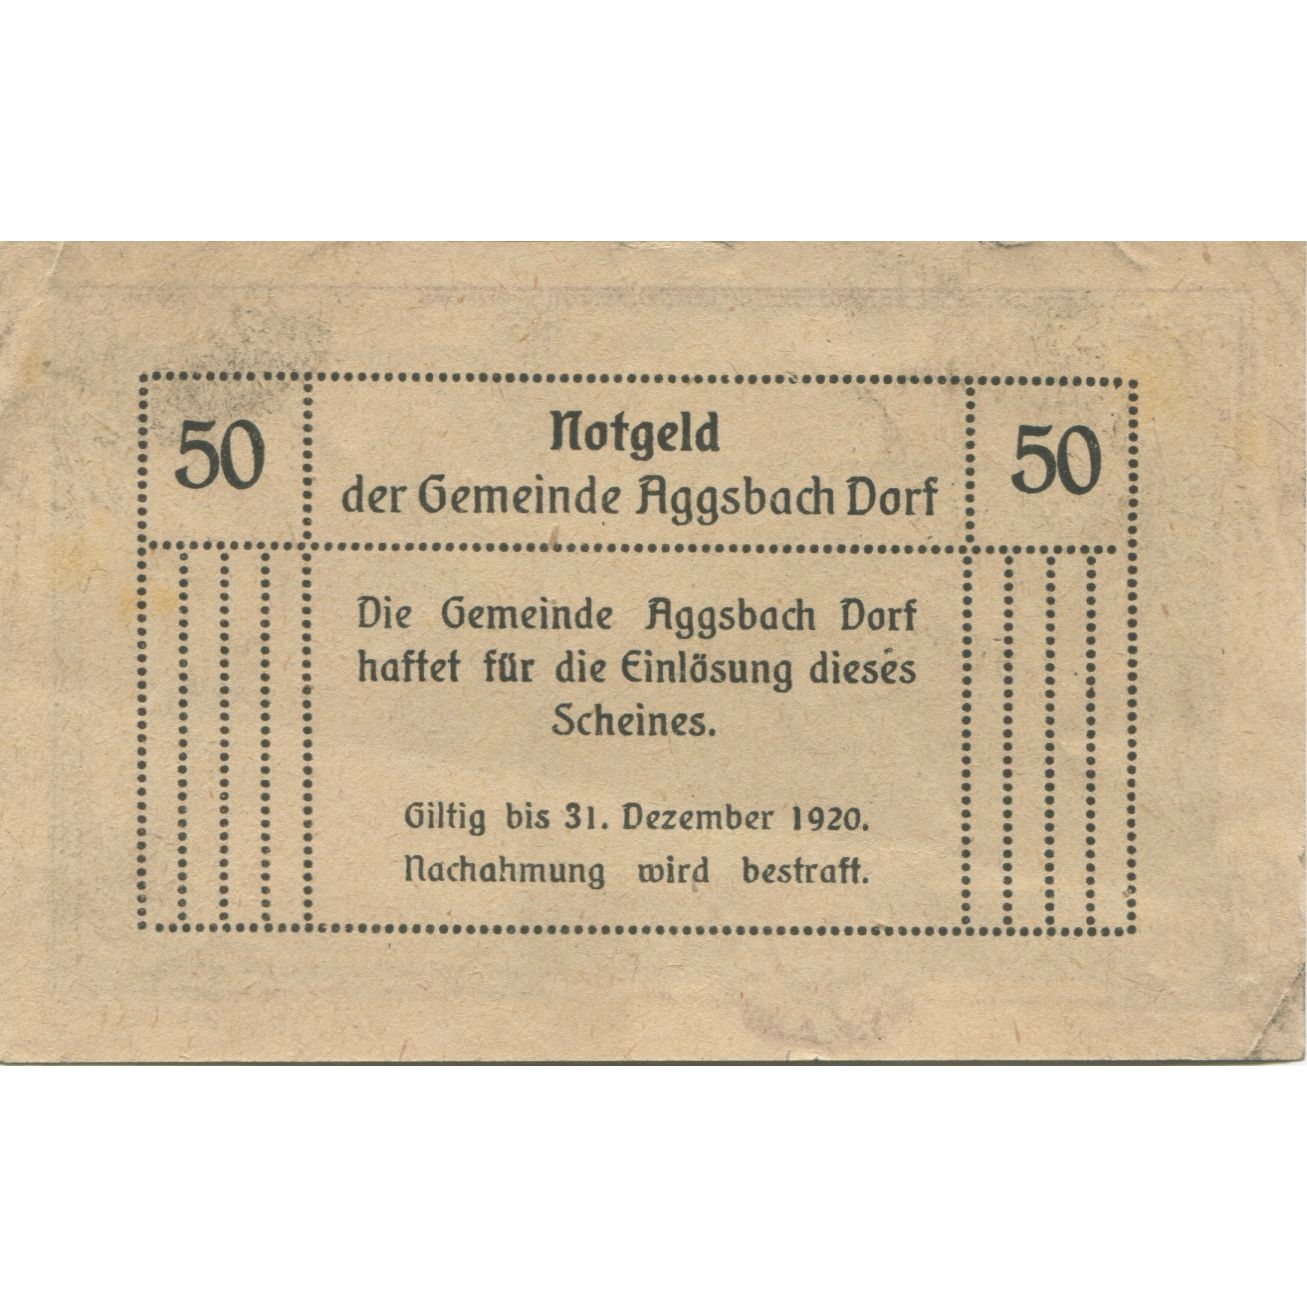 50
Notgeld
der Gemeinde Aggsbach Dorf
50
Die Gemeinde Aggsbach Dorf
haftet für die Einlösung dieses
Scheines.
Giltig bis 31. Dezember 1920.
Nachahmung wird bestraft.